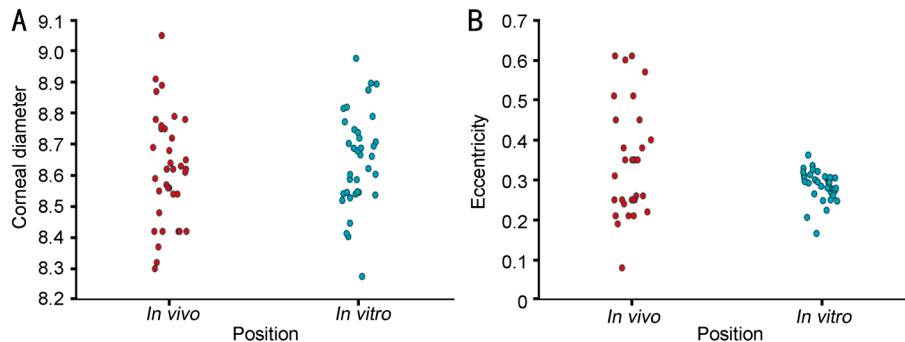 A
B
Corneal diameter
9.1
9.0
8.9
8.8
8.7
8.6
8.5
8.4
8.3
8.2
In vivo
In vitro
Position
Eccentricity
0.7
0.6
0.5
0.4
0.3
0.2
0.1
0
In vivo
In vitro
Position